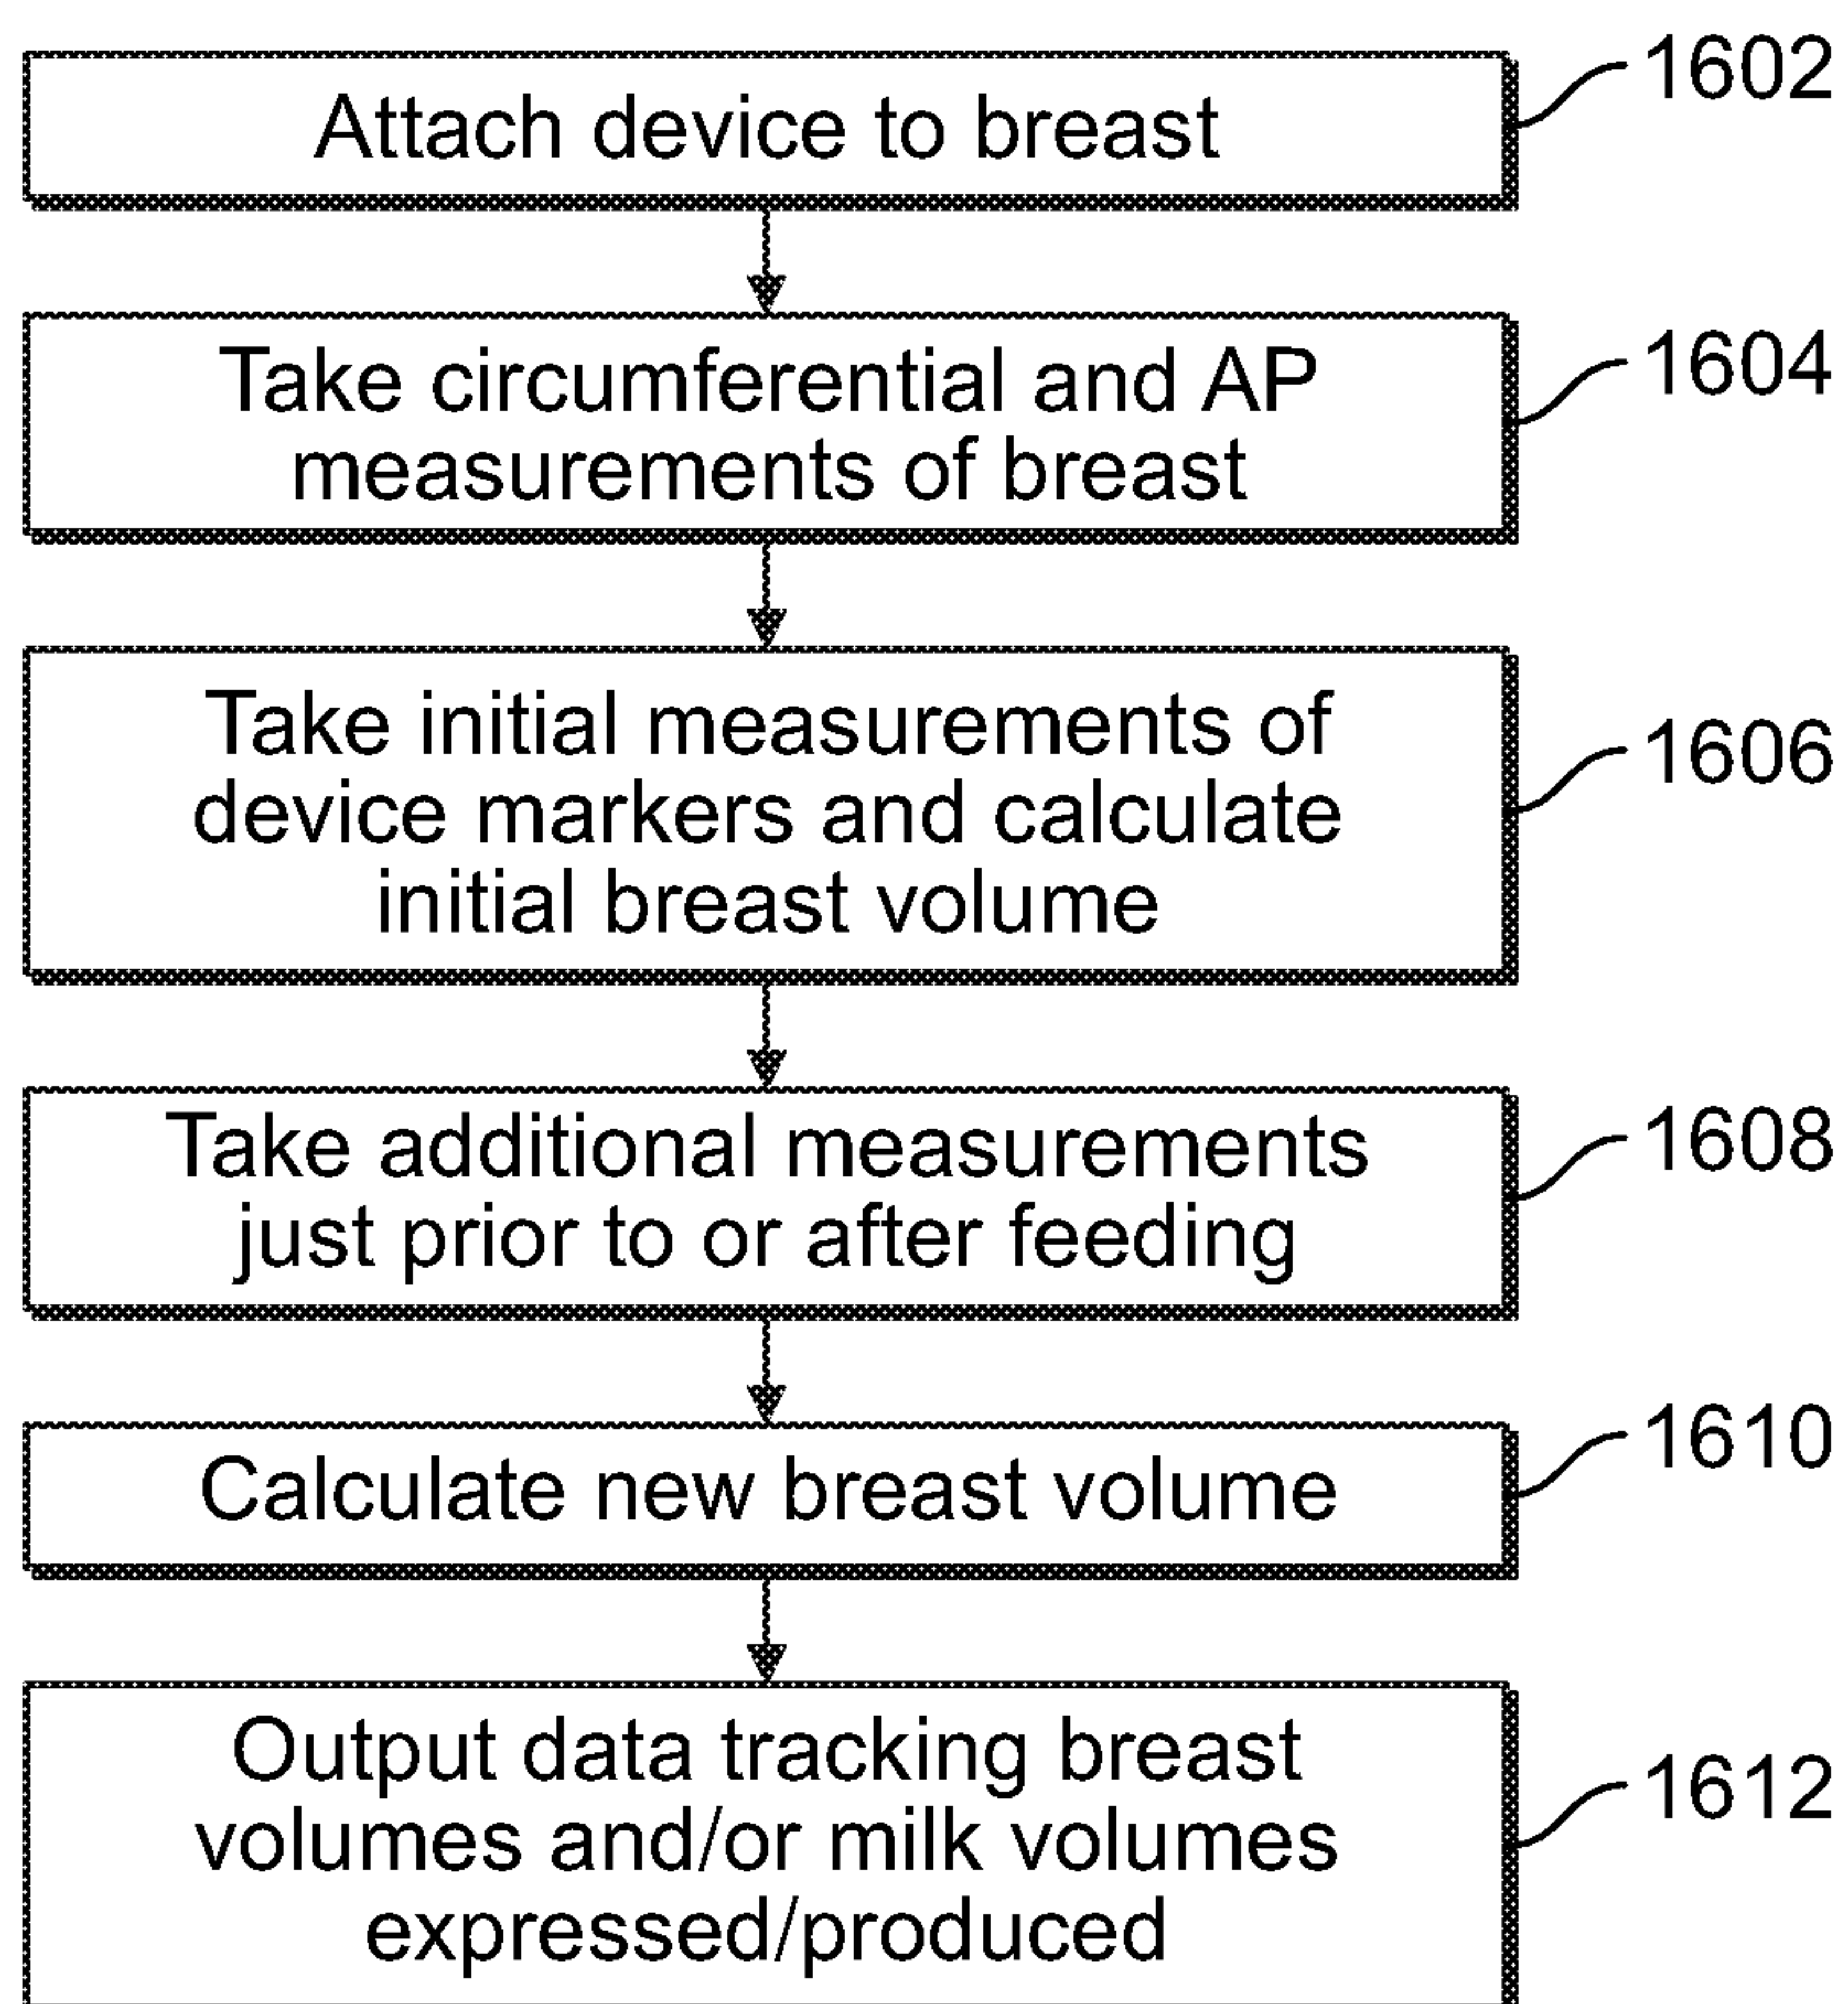 Attach device to breast
1602
Take circumferential and AP
measurements of breast
1604
Take initial measurements of
device markers and calculate
initial breast volume
1606
Take additional measurements
just prior to or after feeding
1608
Calculate new breast volume
1610
Output data tracking breast
volumes and/or milk volumes
expressed/produced
1612